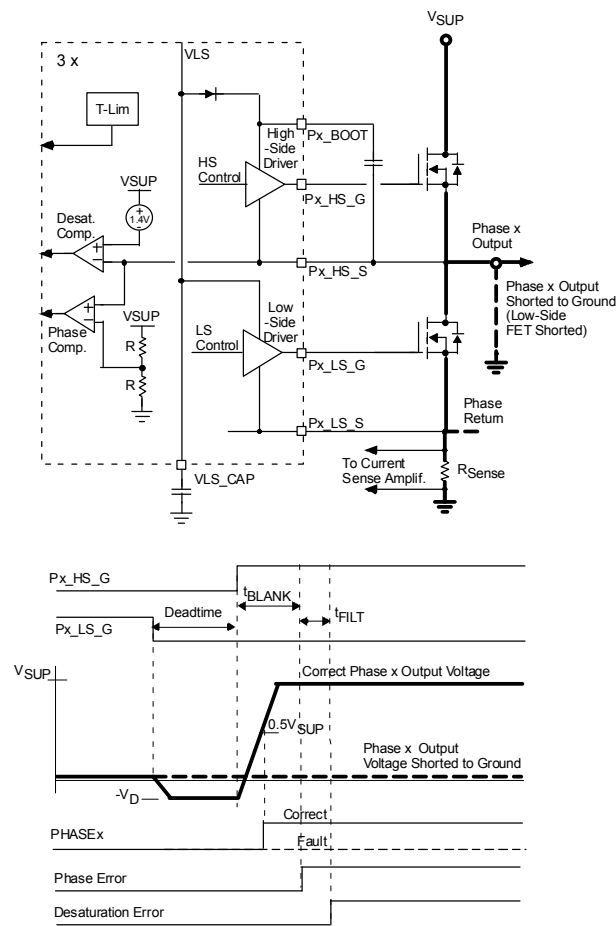 VSUP
3 x
VLS
T-Lim
High
-Side
Driver
Px_BOOT
HS
Control
Px_HS_G
VSUP
1.4V
+
-
Desat.
Comp.
+
-
Phase x
Output
Px_HS_S
Phase x Output
Shorted to Ground
(Low-Side
FET Shorted)
+
-
Phase
Comp.
VSUP
R
R
Low
-Side
Driver
LS
Control
Px_LS_G
Phase
Return
Px_LS_S
To Current
Sense Amplif.
RSense
VLS_CAP
Px_HS_G
Deadtime
tBLANK
tFILT
Px_LS_G
VSUP
Correct Phase x Output Voltage
0.5VSUP
Phase x Output
Voltage Shorted to Ground
-VD
PHASEx
Correct
Fault
Phase Error
Desaturation Error